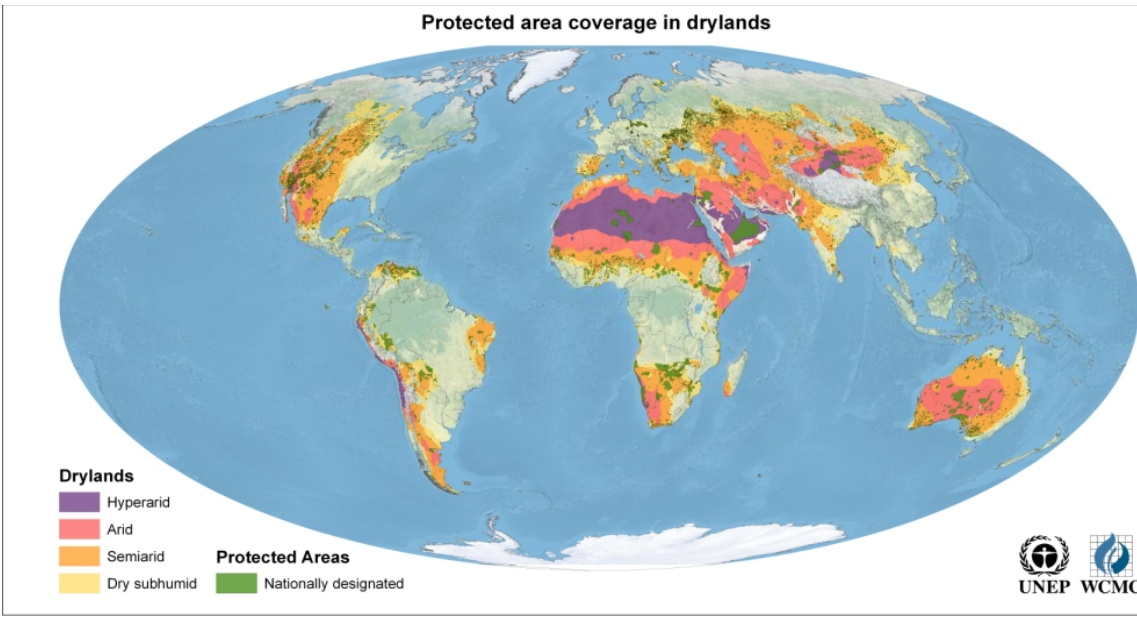 Protected area coverage in drylands
Drylands
Hyperarid
Arid
Semiarid
Dry subhumid
Protected Areas
Nationally designated
UNEP WCMC